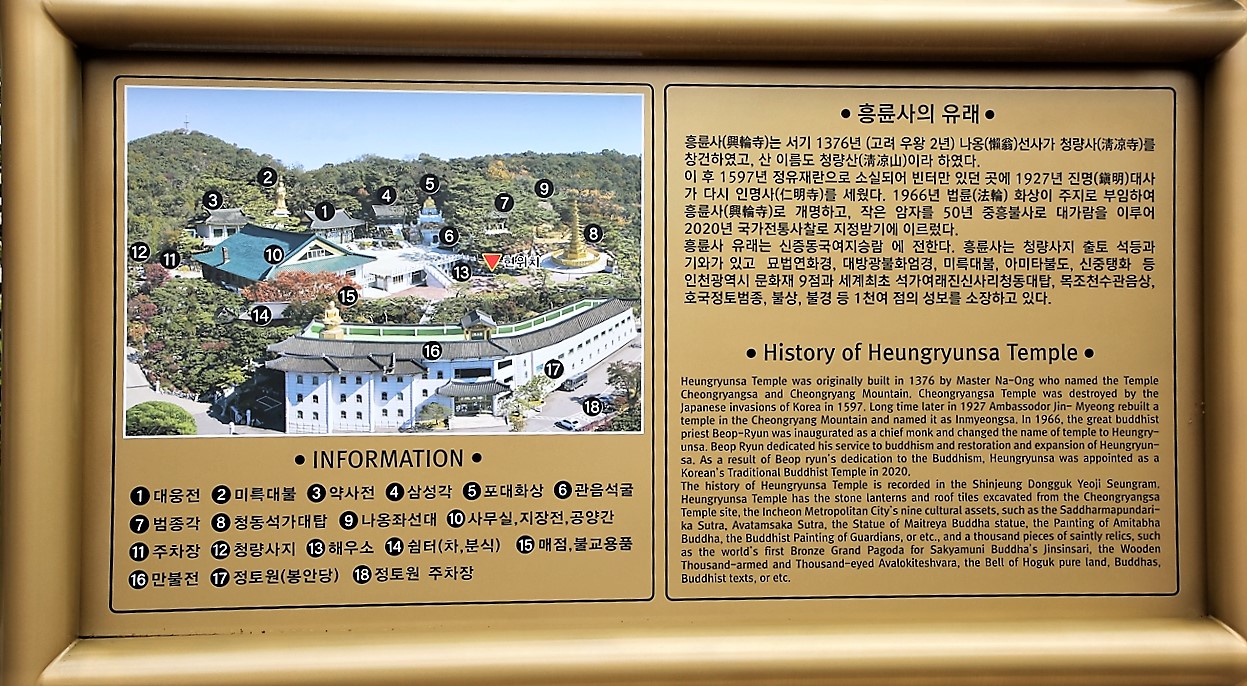 3
2
1
4
5
7
9
6
8
10
11
12
13
현위치
15
14
16
17
18
• INFORMATION •
1 대웅전 2 미륵대불 3 약사전 4 삼성각 5 포대화상 6 관음석굴
7 범종각 8 청동석가대탑 9 나옹좌선대 10 사무실,지장전,공양간
11 주차장 12 청량사지 13 해우소 14 쉼터(차,분식) 15 매점,불교용품
16 만불전 17 정토원(봉안당) 18 정토원 주차장
• 흥륜사의 유래 •
흥륜사(興輪寺)는 서기 1376년 (고려 우왕 2년) 나옹(懶翁)선사가 청량사(淸凉寺)를
창건하였고, 산 이름도 청량산(淸凉山)이라 하였다.
이 후 1597년 정유재란으로 소실되어 빈터만 있던 곳에 1927년 진명(鎭明)대사
가 다시 인명사(仁明寺)를 세웠다. 1966년 법륜(法輪) 화상이 주지로 부임하여
흥륜사(興輪寺)로 개명하고, 작은 암자를 50년 중흥불사로 대가람을 이루어
2020년 국가전통사찰로 지정받기에 이르렀다.
흥륜사 유래는 신증동국여지승람 에 전한다. 흥륜사는 청량사지 출토 석등과
기와가 있고 묘법연화경, 대방광불화엄경, 미륵대불, 아미타불도, 신중탱화 등
인천광역시 문화재 9점과 세계최초 석가여래진신사리청동대탑, 목조천수관음상,
호국정토범종, 불상, 불경 등 1천여 점의 성보를 소장하고 있다.
• History of Heungryunsa Temple •
Heungryunsa Temple was originally built in 1376 by Master Na-Ong who named the Temple
Cheongryangsa and Cheongryang Mountain. Cheongryangsa Temple was destroyed by the
Japanese invasions of Korea in 1597. Long time later in 1927 Ambassador Jin- Myeong rebuilt a
temple in the Cheongryang Mountain and named it as Inmyeongsa. In 1966, the great buddhist
priest Beop-Ryun was inaugurated as a chief monk and changed the name of temple to Heungry-
unsa. Beop Ryun dedicated his service to buddhism and restoration and expansion of Heungryun-
sa. As a result of Beop ryun's dedication to the Buddhism, Heungryunsa was appointed as a
Korean's Traditional Buddhist Temple in 2020.
The history of Heungryunsa Temple is recorded in the Shinjeung Dongguk Yeoji Seungram.
Heungryunsa Temple has the stone lanterns and roof tiles excavated from the Cheongryangsa
Temple site, the Incheon Metropolitan City's nine cultural assets, such as the Saddharmapundari-
ka Sutra, Avatamsaka Sutra, the Statue of Maitreya Buddha statue, the Painting of Amitabha
Buddha, the Buddhist Painting of Guardians, or etc., and a thousand pieces of saintly relics, such
as the world's first Bronze Grand Pagoda for Sakyamuni Buddha's Jinsinsari, the Wooden
Thousand-armed and Thousand-eyed Avalokiteshvara, the Bell of Hoguk pure land, Buddhas,
Buddhist texts, or etc.